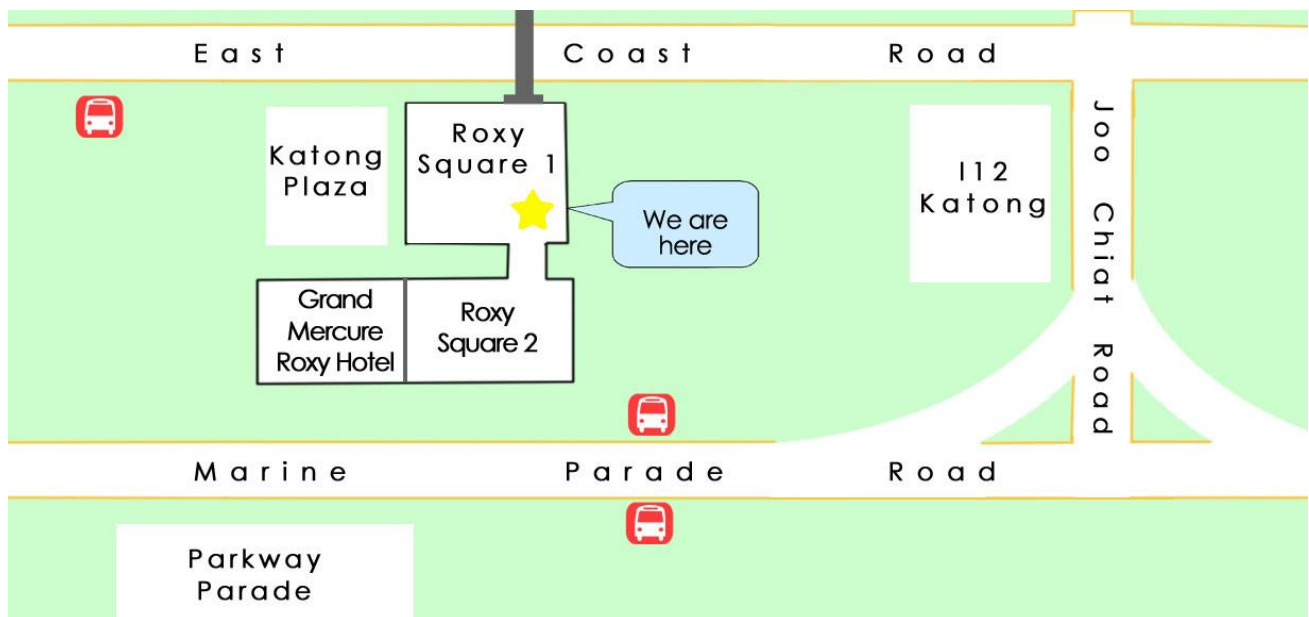 East Coast Road
Katong
Plaza
Roxy
Square 1
We are
here
I12
Katong
Joo Chiat Road
Grand
Mercure
Roxy Hotel
Roxy
Square 2
Marine Parade Road
Parkway
Parade